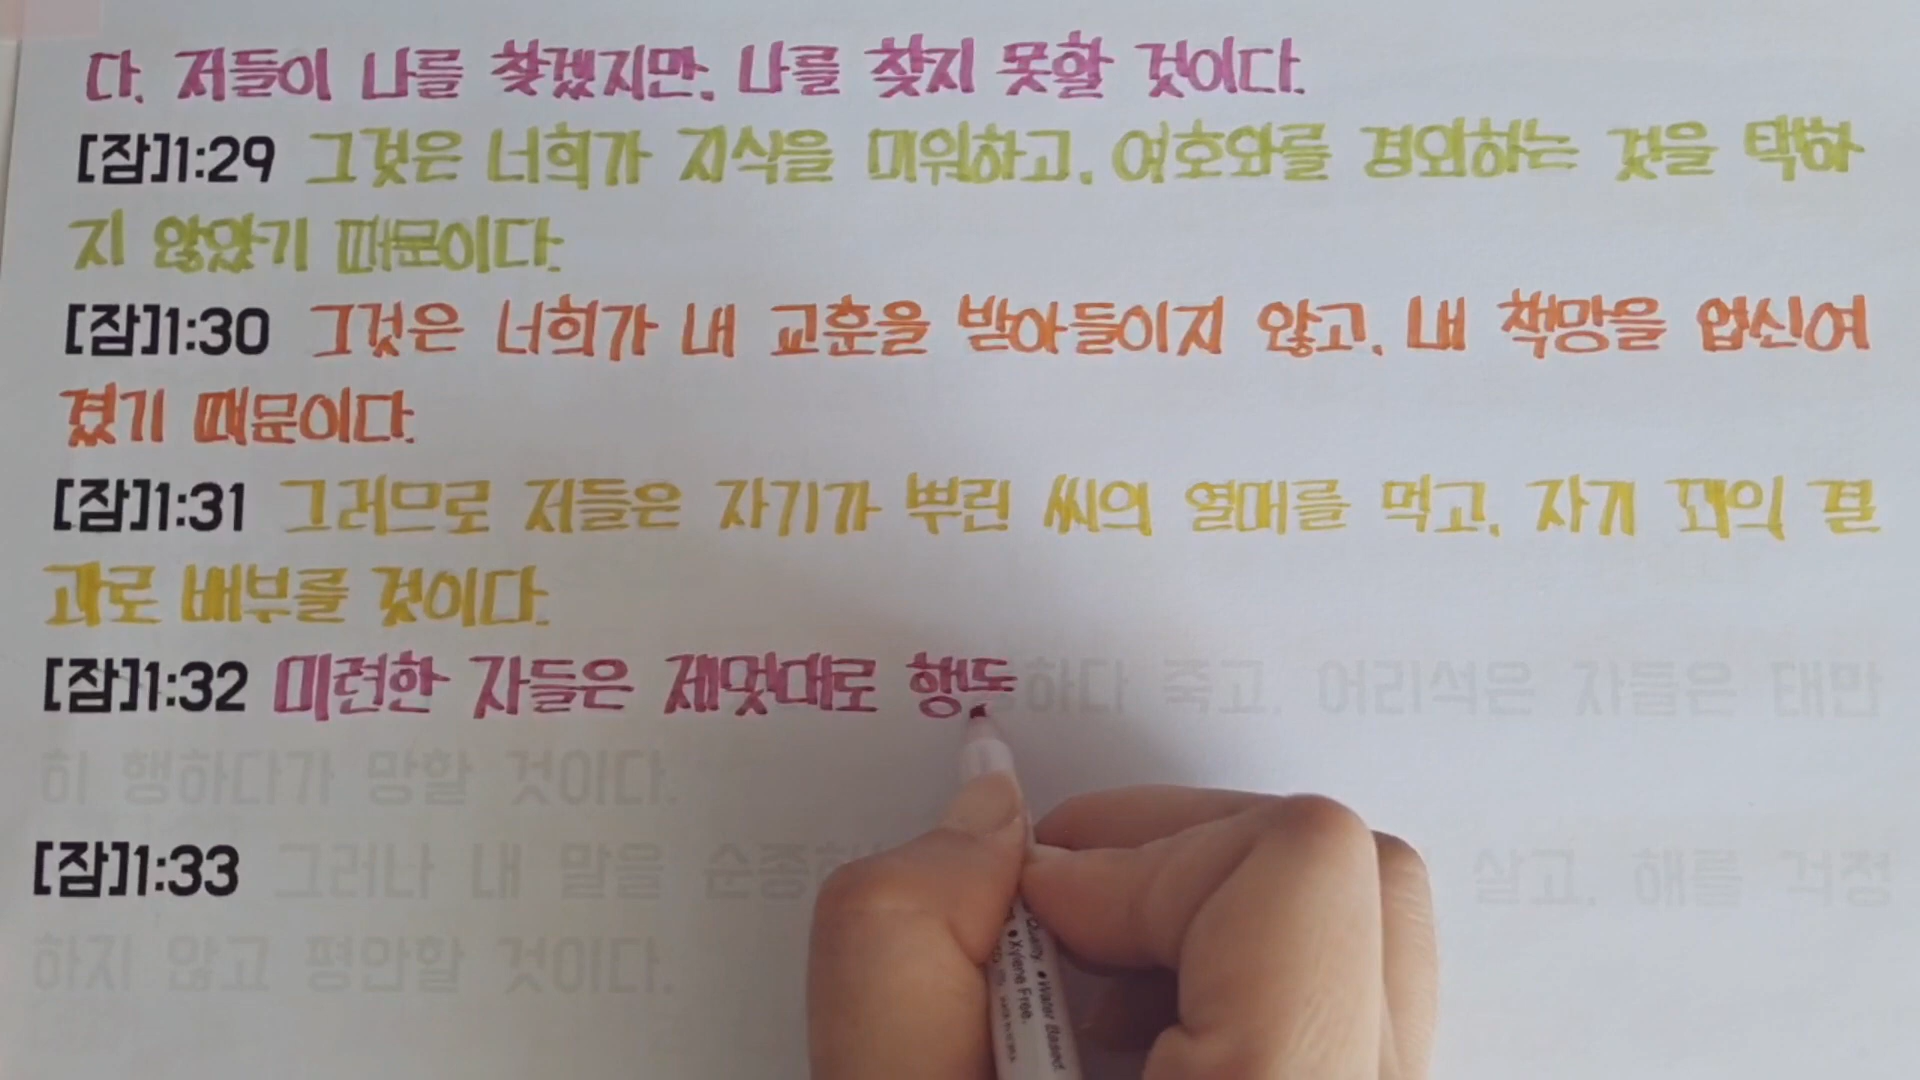 다. 저들이 나를 찾겠지만, 나를 찾지 못할 것이다.
[잠]1:29 그것은 너희가 지식을 미워하고, 여호와를 경외하는 것을 택하
지 않았기 때문이다.
[잠]1:30 그것은 너희가 내 교훈을 받아들이지 않고, 내 책망을 업신여
겼기 때문이다.
[잠]1:31 그러므로 저들은 자기가 뿌린 씨의 열매를 먹고, 자기 꾀의 결
과로 배부를 것이다.
[잠]1:32 미련한 자들은 제멋대로 행동하다 죽고, 어리석은 자들은 태만
히 행하다가 망할 것이다.
[잠]1:33 그러나 내 말을 살고, 해를 걱정
하지 않고 평안할 것이다.
Quality. • Water Based
• Xylene Free.